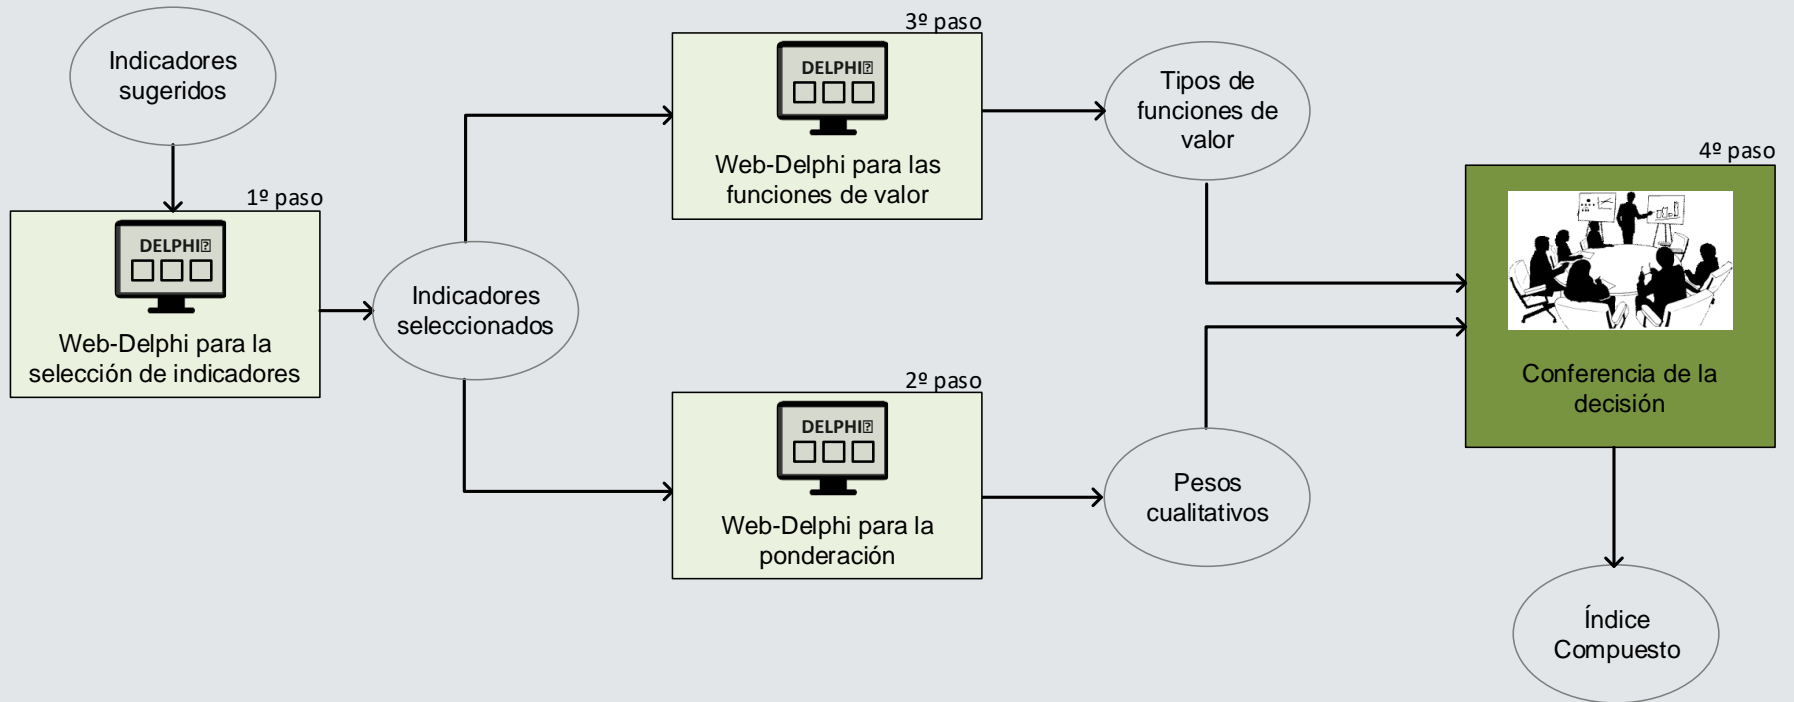 Indicadores
sugeridos
1º paso
DELPHI
Web-Delphi para la
selección de indicadores
Indicadores
seleccionados
3º paso
DELPHI
Web-Delphi para las
funciones de valor
2º paso
DELPHI
Web-Delphi para la
ponderación
Tipos de
funciones de
valor
Pesos
cualitativos
4º paso
Conferencia de la
decisión
Índice
Compuesto